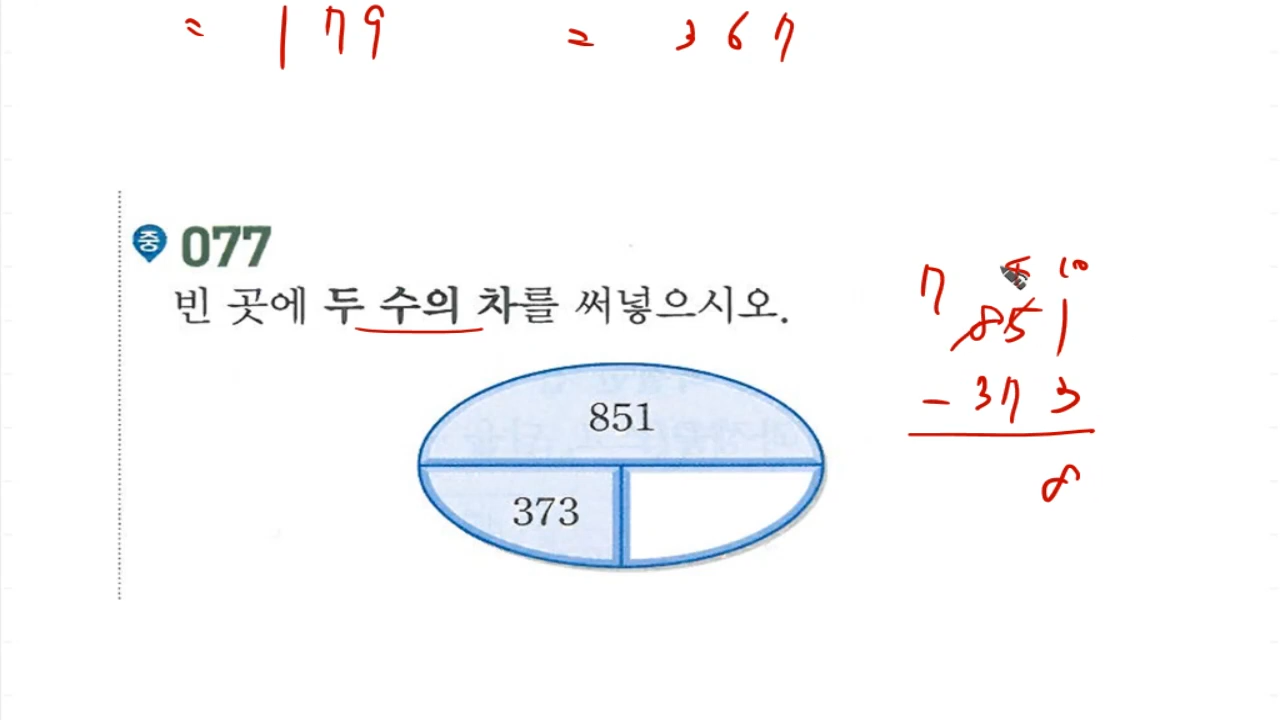 = 179 = 367
중 077
빈 곳에 두 수의 차를 써넣으시오.
851
373
7 10
851
- 373
8